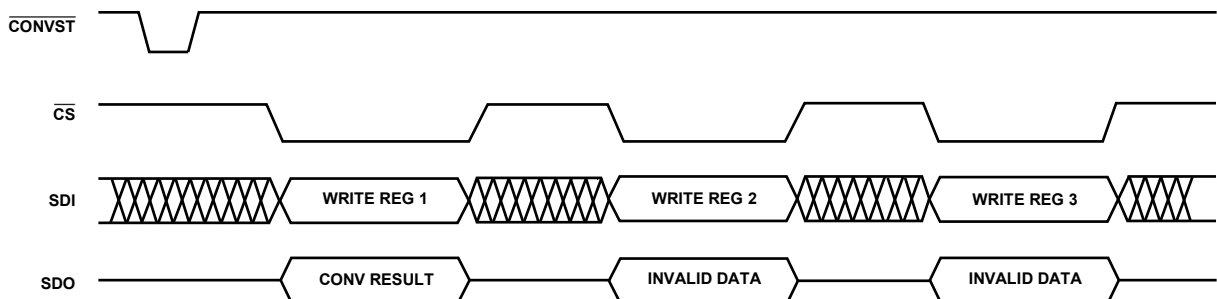 CONVST
CS
SDI WRITE REG 1 WRITE REG 2 WRITE REG 3
SDO CONV RESULT INVALID DATA INVALID DATA